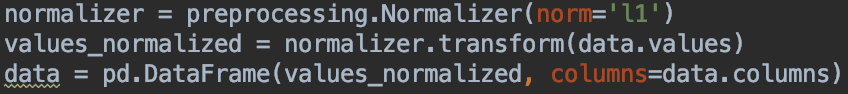 normalizer = preprocessing.Normalizer(norm='l1')
values_normalized = normalizer.transform(data.values)
data = pd.DataFrame(values_normalized, columns=data.columns)